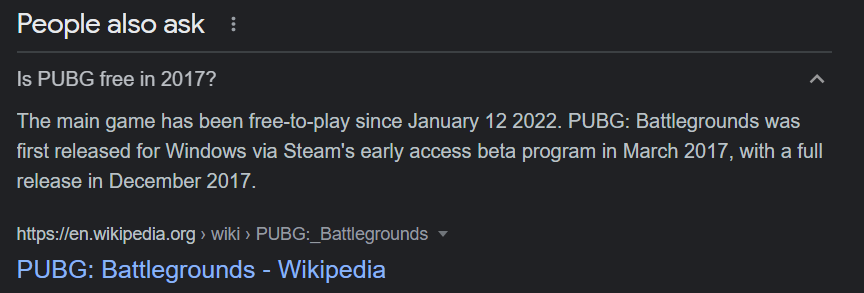 People also ask
Is PUBG free in 2017?
The main game has been free-to-play since January 12 2022. PUBG: Battlegrounds was
first released for Windows via Steam's early access beta program in March 2017, with a full
release in December 2017.
https://en.wikipedia.org › wiki › PUBG:_Battlegrounds
PUBG: Battlegrounds - Wikipedia